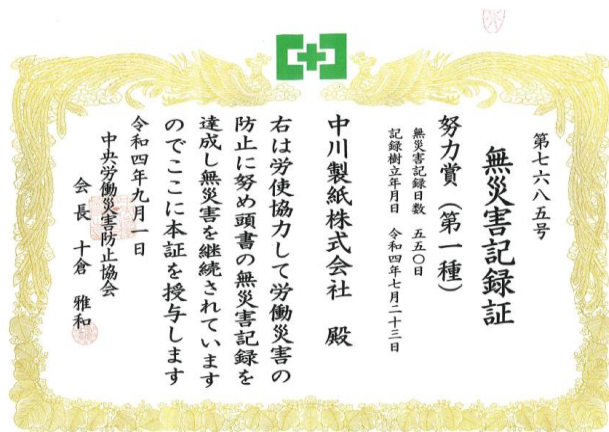 第七六八五号
無災害記録証
努力賞（第一種）
無災害記録日数　五五〇日
記録樹立年月日　令和四年七月二十三日
中川製紙株式会社　殿
右は労使協力して労働災害の
防止に努め頭書の無災害記録を
達成し無災害を継続されています
のでここに本証を授与します
令和四年九月一日
中央労働災害防止協会
会長　十倉　雅和